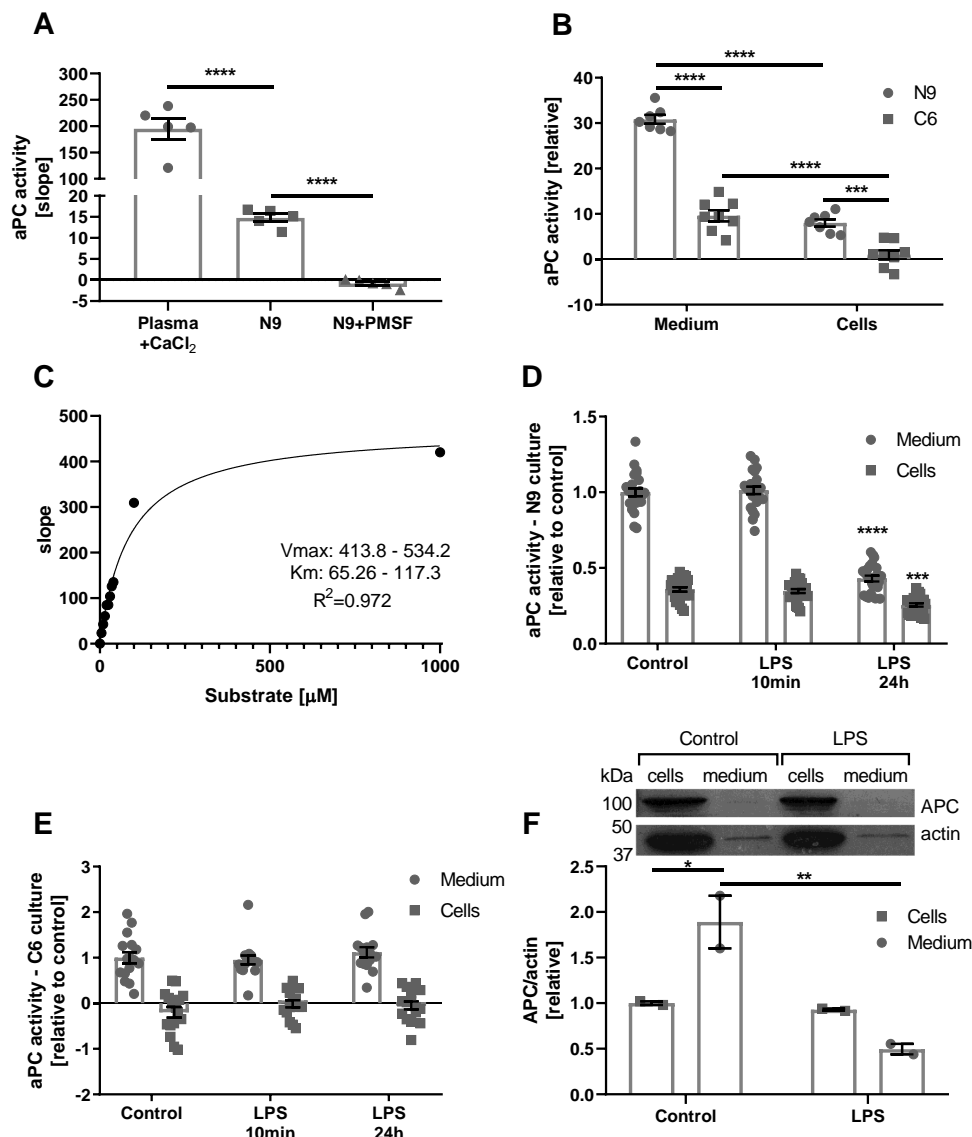 A
aPC activity
[slope]
300
250
200
150
100
20
15
10
5
0
-5
****
****
Plasma
+CaCl₂
N9
N9+PMSF
B
aPC activity [relative]
40
30
20
10
0
-10
****
****
****
***
N9
C6
Medium
Cells
C
slope
500
400
300
200
100
0
0
500
1000
Substrate [μM]
Vmax: 413.8 - 534.2
Km: 65.26 - 117.3
R²=0.972
D
aPC activity - N9 culture
[relative to control]
1.5
1.0
0.5
0.0
Medium
Cells
****
***
Control
LPS
10min
LPS
24h
E
aPC activity - C6 culture
[relative to control]
3
2
1
0
-1
-2
Medium
Cells
Control
LPS
10min
LPS
24h
F
Control
LPS
kDa
cells
medium
cells
medium
100
APC
50
actin
37
APC/actin
[relative]
2.5
2.0
1.5
1.0
0.5
0.0
*
**
Cells
Medium
Control
LPS